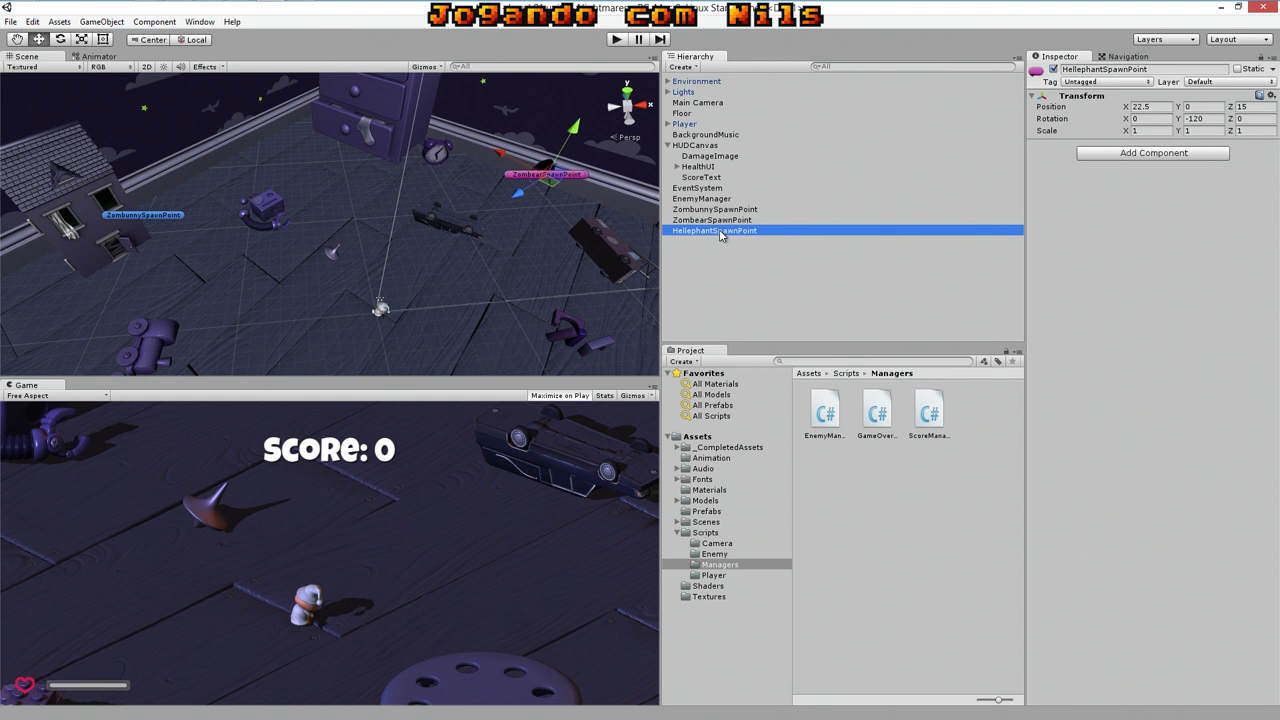 Jogando com Nils
File Edit Assets GameObject Component Window Help
Center Local
Layers Layout
Scene Animator
Textured RGB 2D Effects Gizmos All
Persp
ZombunnySpawnPoint
ZombearSpawnPoint
Game
Free Aspect Maximize on Play Stats Gizmos
SCORE: 0
Hierarchy
Create All
Environment
Lights
Main Camera
Floor
Player
BackgroundMusic
HUDCanvas
DamageImage
HealthUI
ScoreText
EventSystem
EnemyManager
ZombunnySpawnPoint
ZombearSpawnPoint
HellephantSpawnPoint
Project
Create
Favorites
All Materials
All Models
All Prefabs
All Scripts
Assets
_CompletedAssets
Animation
Audio
Fonts
Materials
Models
Prefabs
Scenes
Scripts
Camera
Enemy
Managers
Player
Shaders
Textures
Assets Scripts Managers
EnemyMan... GameOver... ScoreMana...
Inspector Navigation
HellephantSpawnPoint Static
Tag Untagged Layer Default
Transform
Position X 22.5 Y 0 Z 15
Rotation X 0 Y -120 Z 0
Scale X 1 Y 1 Z 1
Add Component